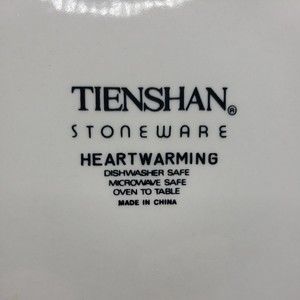 TIENSHAN®
STONEWARE
HEARTWARMING
DISHWASHER SAFE
MICROWAVE SAFE
OVEN TO TABLE
MADE IN CHINA